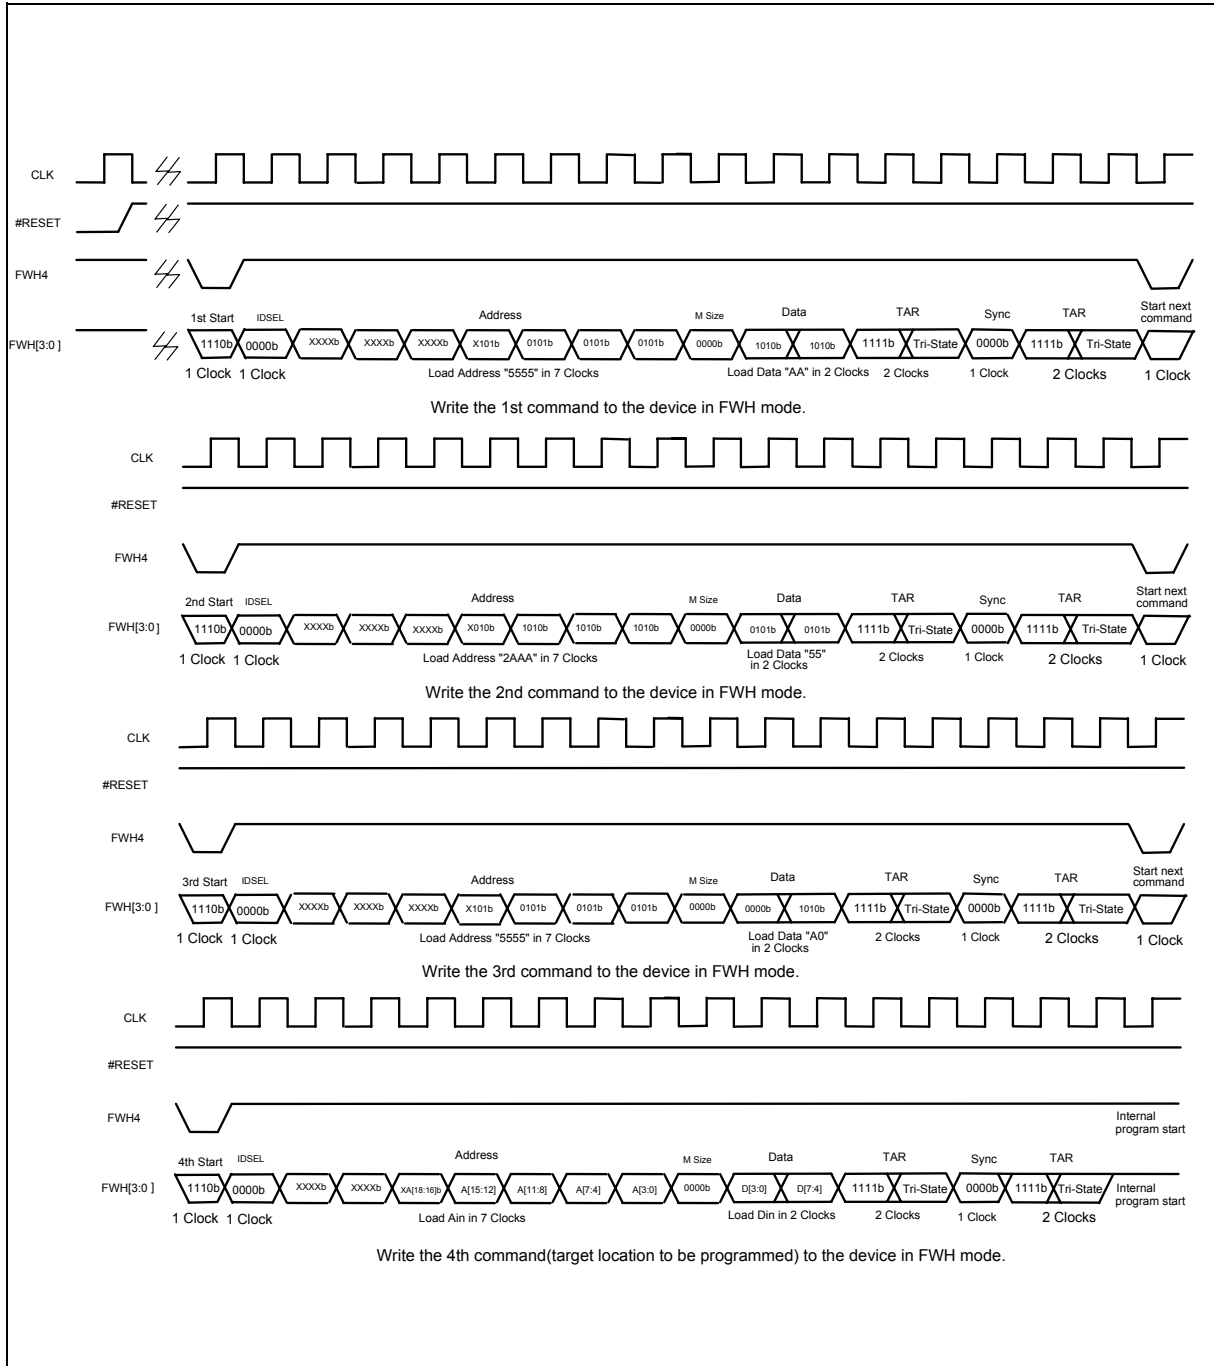 CLK
#RESET
FWH4
1st Start IDSEL Address M Size Data TAR Sync TAR Start next command
FWH[3:0 ] 1110b 0000b XXXXb XXXXb XXXXb X101b 0101b 0101b 0101b 0000b 1010b 1010b 1111b Tri-State 0000b 1111b Tri-State
1 Clock 1 Clock Load Address "5555" in 7 Clocks Load Data "AA" in 2 Clocks 2 Clocks 1 Clock 2 Clocks 1 Clock
Write the 1st command to the device in FWH mode.
CLK
#RESET
FWH4
2nd Start IDSEL Address M Size Data TAR Sync TAR Start next command
FWH[3:0 ] 1110b 0000b XXXXb XXXXb XXXXb X010b 1010b 1010b 1010b 0000b 0101b 0101b 1111b Tri-State 0000b 1111b Tri-State
1 Clock 1 Clock Load Address "2AAA" in 7 Clocks Load Data "55" in 2 Clocks 2 Clocks 1 Clock 2 Clocks 1 Clock
Write the 2nd command to the device in FWH mode.
CLK
#RESET
FWH4
3rd Start IDSEL Address M Size Data TAR Sync TAR Start next command
FWH[3:0 ] 1110b 0000b XXXXb XXXXb XXXXb X101b 0101b 0101b 0101b 0000b 0000b 1010b 1111b Tri-State 0000b 1111b Tri-State
1 Clock 1 Clock Load Address "5555" in 7 Clocks Load Data "A0" in 2 Clocks 2 Clocks 1 Clock 2 Clocks 1 Clock
Write the 3rd command to the device in FWH mode.
CLK
#RESET
FWH4 Internal program start
4th Start IDSEL Address M Size Data TAR Sync TAR
FWH[3:0 ] 1110b 0000b XXXXb XXXXb XA[18:16]b A[15:12] A[11:8] A[7:4] A[3:0] 0000b D[3:0] D[7:4] 1111b Tri-State 0000b 1111b Tri-State Internal program start
1 Clock 1 Clock Load Ain in 7 Clocks Load Din in 2 Clocks 2 Clocks 1 Clock 2 Clocks
Write the 4th command(target location to be programmed) to the device in FWH mode.